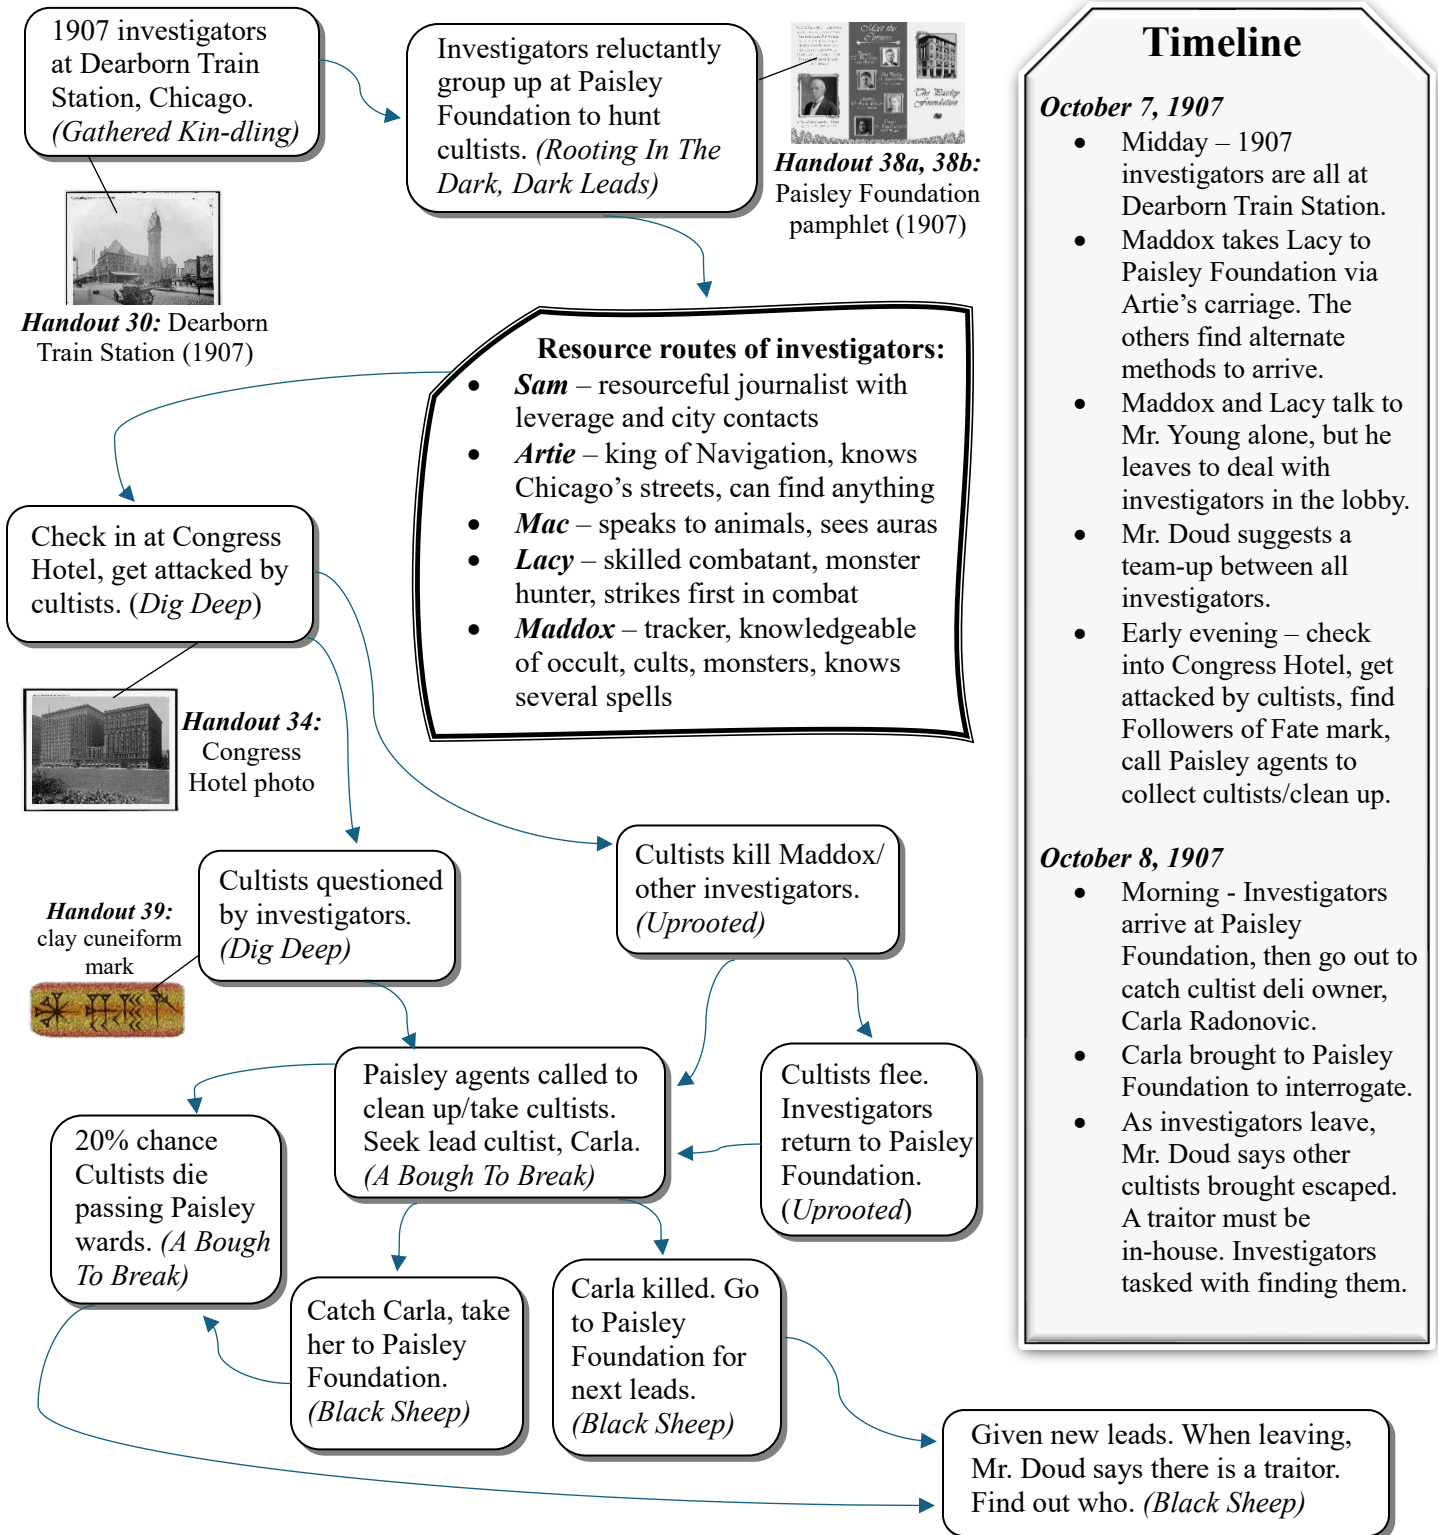 1907 investigators
at Dearborn Train
Station, Chicago.
(Gathered Kin-dling)
Investigators reluctantly
group up at Paisley
Foundation to hunt
cultists. (Rooting In The
Dark, Dark Leads)
Meet the
The Paisley
Foundation
Handout 38a, 38b:
Paisley Foundation
pamphlet (1907)
Handout 30: Dearborn
Train Station (1907)
Resource routes of investigators:
• Sam – resourceful journalist with
leverage and city contacts
• Artie – king of Navigation, knows
Chicago’s streets, can find anything
• Mac – speaks to animals, sees auras
• Lacy – skilled combatant, monster
hunter, strikes first in combat
• Maddox – tracker, knowledgeable
of occult, cults, monsters, knows
several spells
Check in at Congress
Hotel, get attacked by
cultists. (Dig Deep)
Handout 34:
Congress
Hotel photo
Cultists questioned
by investigators.
(Dig Deep)
Cultists kill Maddox/
other investigators.
(Uprooted)
Handout 39:
clay cuneiform
mark
Paisley agents called to
clean up/take cultists.
Seek lead cultist, Carla.
(A Bough To Break)
Cultists flee.
Investigators
return to Paisley
Foundation.
(Uprooted)
20% chance
Cultists die
passing Paisley
wards. (A Bough
To Break)
Catch Carla, take
her to Paisley
Foundation.
(Black Sheep)
Carla killed. Go
to Paisley
Foundation for
next leads.
(Black Sheep)
Given new leads. When leaving,
Mr. Doud says there is a traitor.
Find out who. (Black Sheep)
Timeline
October 7, 1907
• Midday – 1907
investigators are all at
Dearborn Train Station.
• Maddox takes Lacy to
Paisley Foundation via
Artie’s carriage. The
others find alternate
methods to arrive.
• Maddox and Lacy talk to
Mr. Young alone, but he
leaves to deal with
investigators in the lobby.
• Mr. Doud suggests a
team-up between all
investigators.
• Early evening – check
into Congress Hotel, get
attacked by cultists, find
Followers of Fate mark,
call Paisley agents to
collect cultists/clean up.
October 8, 1907
• Morning - Investigators
arrive at Paisley
Foundation, then go out to
catch cultist deli owner,
Carla Radonovic.
• Carla brought to Paisley
Foundation to interrogate.
• As investigators leave,
Mr. Doud says other
cultists brought escaped.
A traitor must be
in-house. Investigators
tasked with finding them.